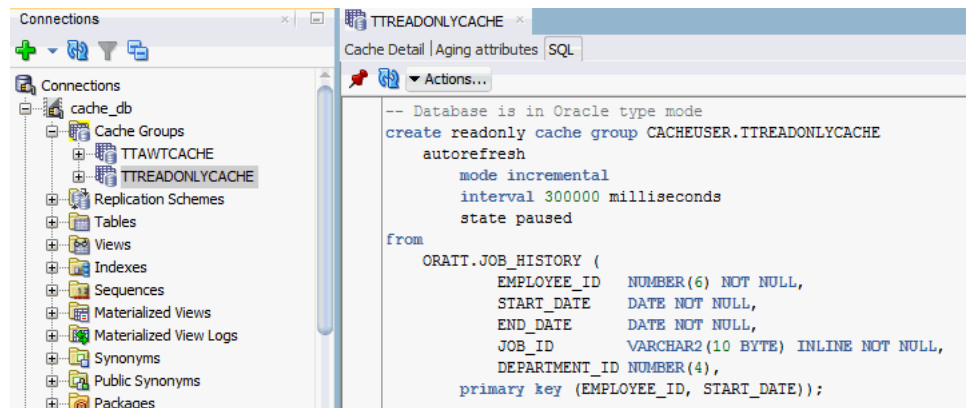 Connections
Connections
cache_db
Cache Groups
TTAWTCACHE
TTREADONLYCACHE
Replication Schemes
Tables
Views
Indexes
Sequences
Materialized Views
Materialized View Logs
Synonyms
Public Synonyms
Packages
TTREADONLYCACHE
Cache Detail Aging attributes SQL
Actions...
-- Database is in Oracle type mode
create readonly cache group CACHEUSER.TTREADONLYCACHE
autorefresh
mode incremental
interval 300000 milliseconds
state paused
from
ORATT.JOB_HISTORY (
EMPLOYEE_ID NUMBER(6) NOT NULL,
START_DATE DATE NOT NULL,
END_DATE DATE NOT NULL,
JOB_ID VARCHAR2(10 BYTE) INLINE NOT NULL,
DEPARTMENT_ID NUMBER(4),
primary key (EMPLOYEE_ID, START_DATE));